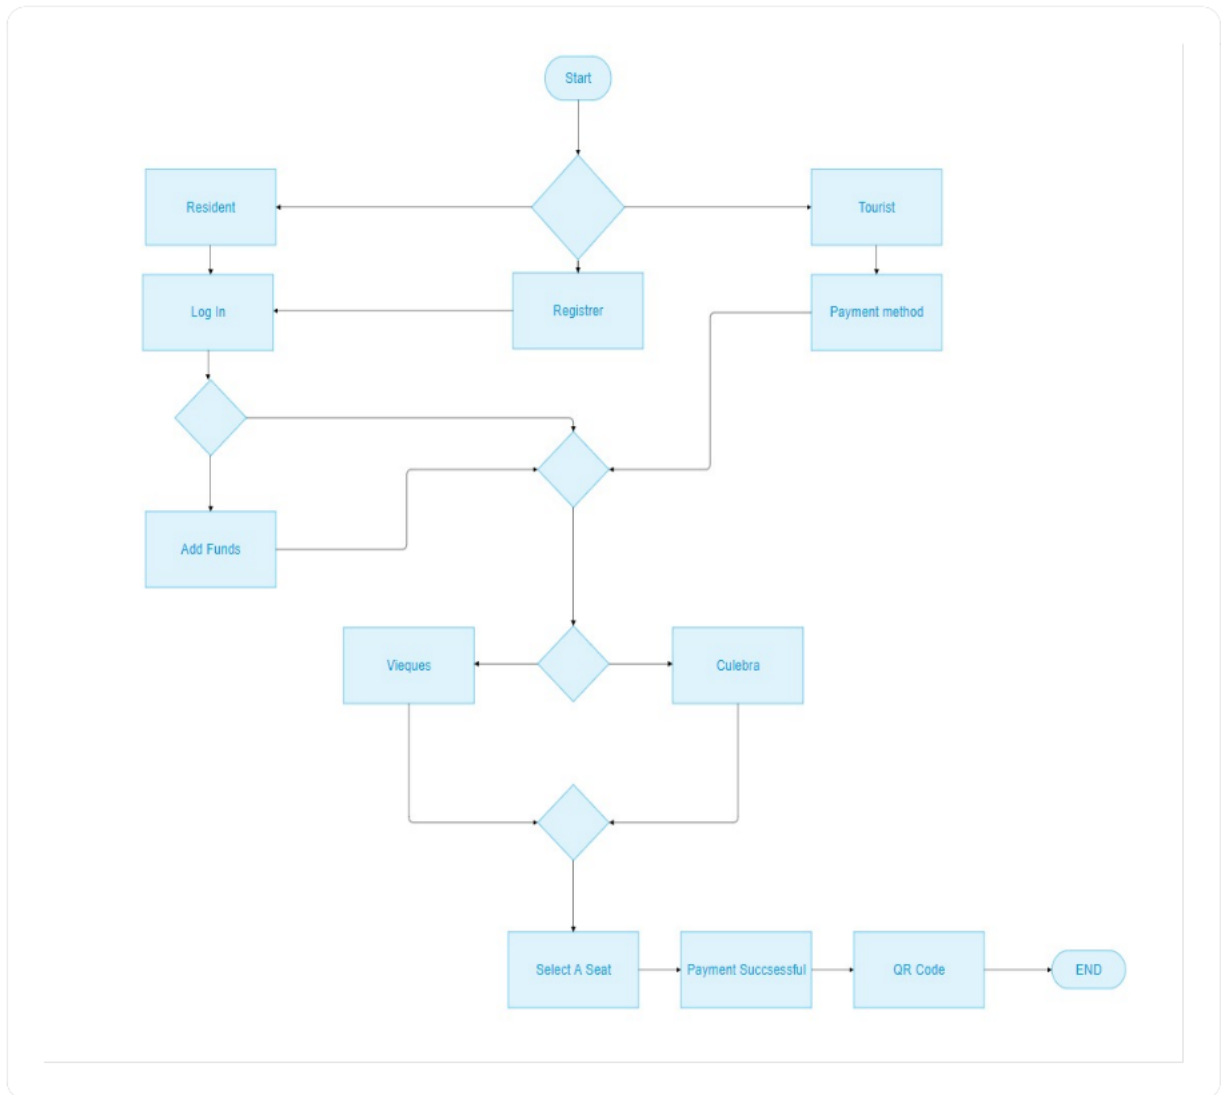 Start
Resident
Tourist
Log In
Registrer
Payment method
Add Funds
Vieques
Culebra
Select A Seat
Payment Succsessful
QR Code
END